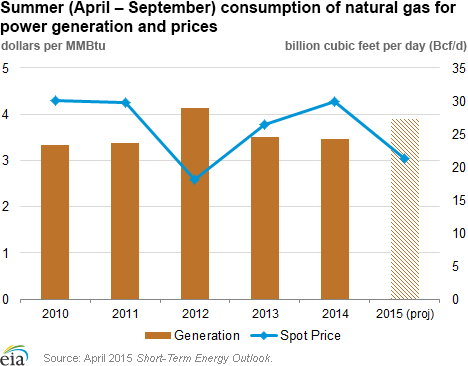 Summer (April – September) consumption of natural gas for
power generation and prices
dollars per MMBtu
billion cubic feet per day (Bcf/d)
5
4
3
2
1
0
35
30
25
20
15
10
5
0
2010
2011
2012
2013
2014
2015 (proj)
Generation
Spot Price
eia
Source: April 2015 Short-Term Energy Outlook.